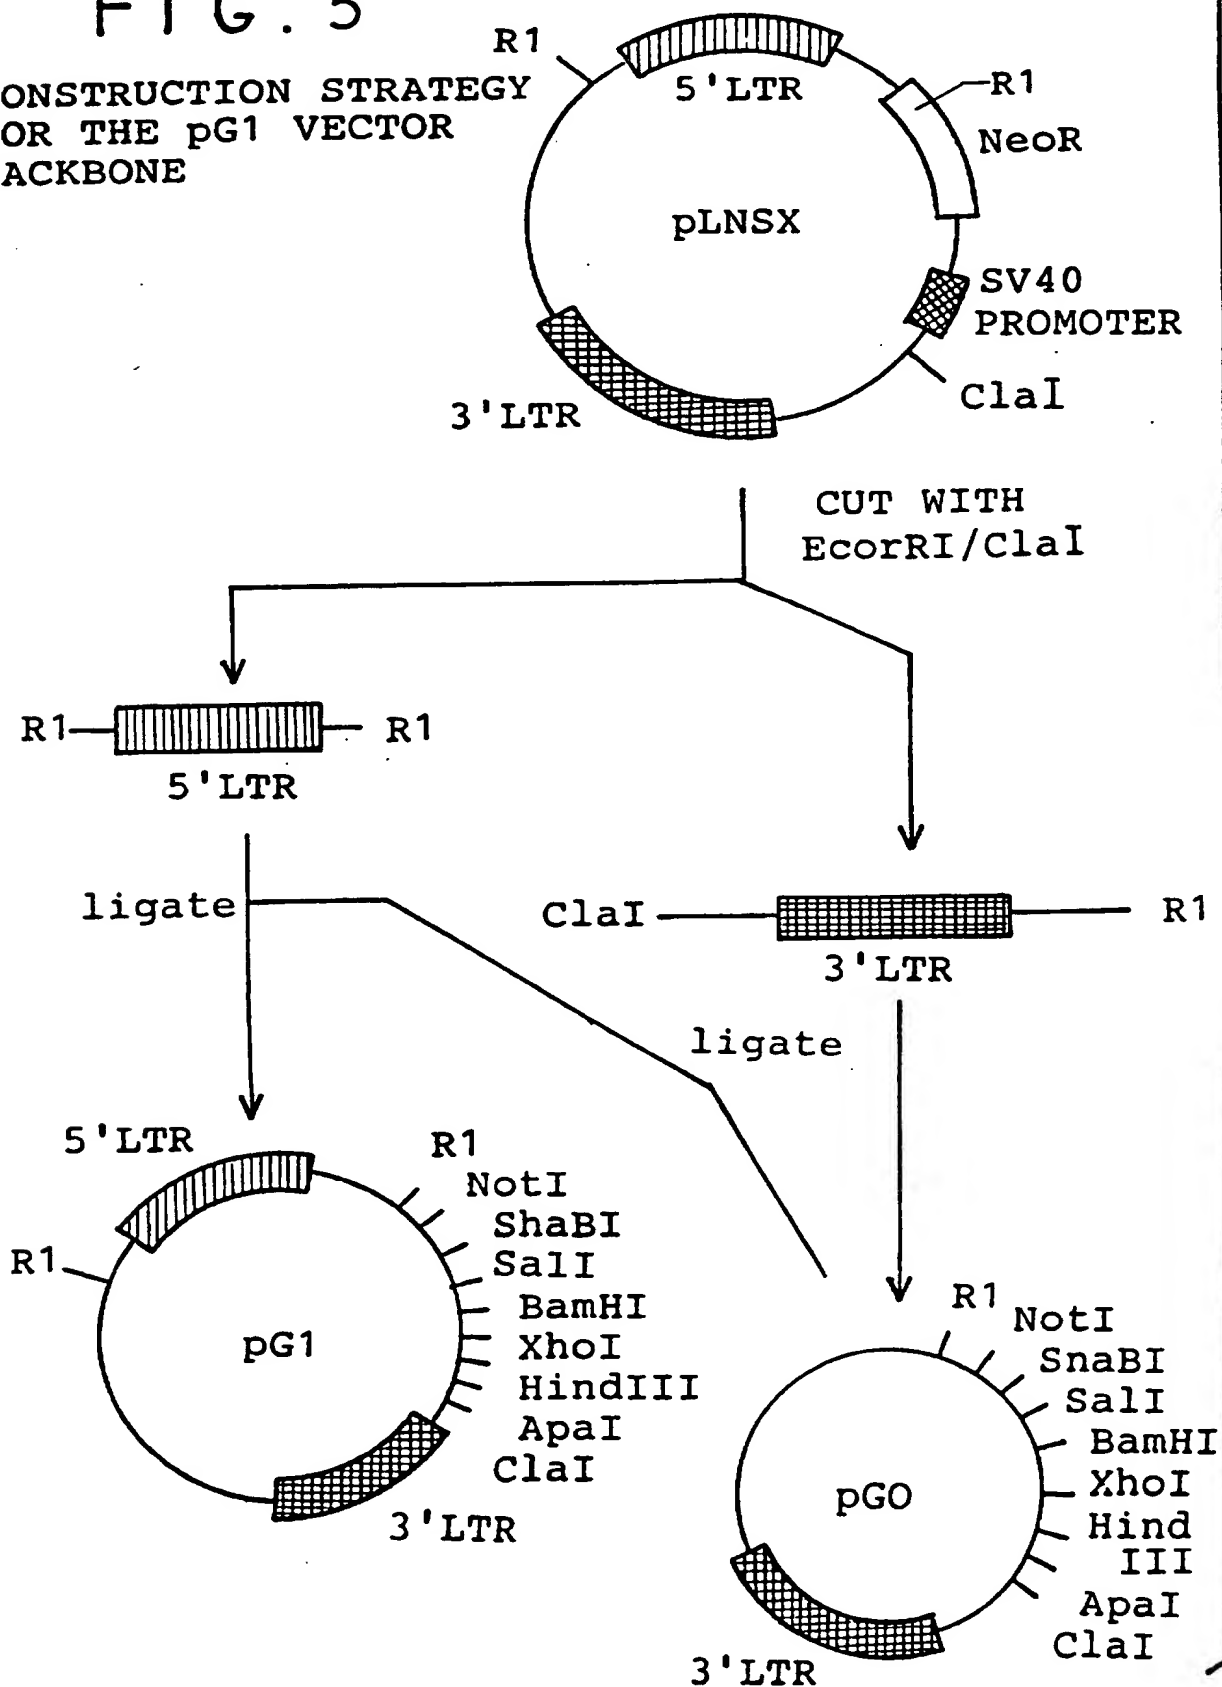 FIG. 5
ONSTRUCTION STRATEGY
OR THE pG1 VECTOR
ACKBONE
R1
5'LTR
R1
NeoR
pLNSX
SV40
PROMOTER
ClaI
3'LTR
CUT WITH
EcorRI/ClaI
R1
R1
5'LTR
ligate
ClaI
R1
3'LTR
ligate
5'LTR
R1
NotI
ShaBI
SalI
BamHI
XhoI
HindIII
ApaI
ClaI
R1
pG1
3'LTR
R1
NotI
SnaBI
SalI
BamHI
XhoI
Hind
III
ApaI
ClaI
pGO
3'LTR